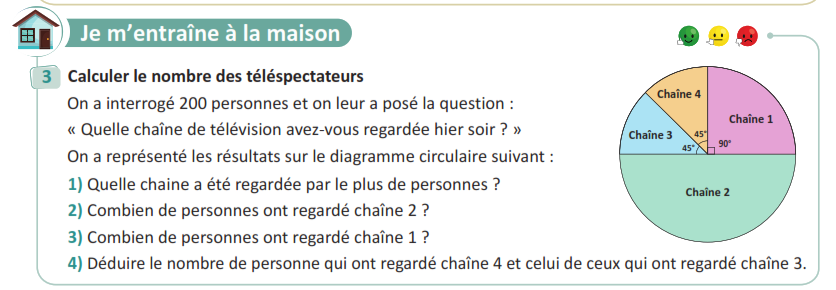 Je m'entraîne à la maison
3 Calculer le nombre des téléspectateurs
On a interrogé 200 personnes et on leur a posé la question :
« Quelle chaîne de télévision avez-vous regardée hier soir ? »
On a représenté les résultats sur le diagramme circulaire suivant :
1) Quelle chaine a été regardée par le plus de personnes ?
2) Combien de personnes ont regardé chaîne 2 ?
3) Combien de personnes ont regardé chaîne 1 ?
4) Déduire le nombre de personne qui ont regardé chaîne 4 et celui de ceux qui ont regardé chaîne 3.
Chaîne 4
Chaîne 1
Chaîne 3
45°
90°
45°
Chaîne 2